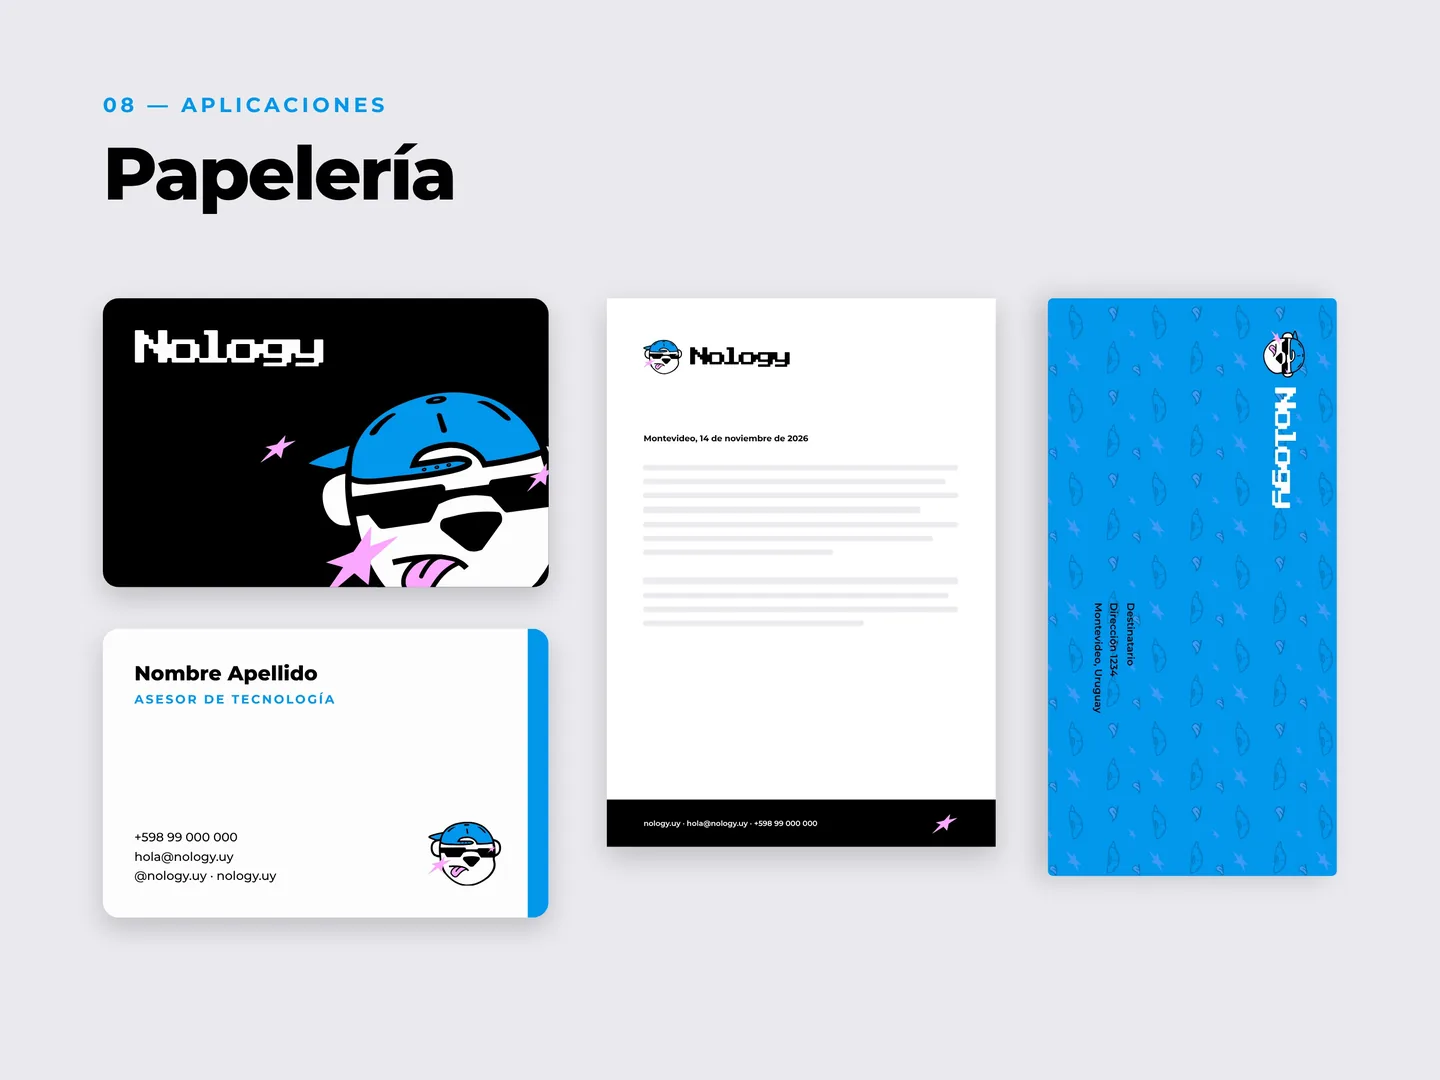 08 — APLICACIONES
Papelería
Nology
Nombre Apellido
ASESOR DE TECNOLOGÍA
+598 99 000 000
hola@nology.uy
@nology.uy · nology.uy
Nology
Montevideo, 14 de noviembre de 2026
nology.uy · hola@nology.uy · +598 99 000 000
Nology
Destinatario
Dirección 1234
Montevideo, Uruguay